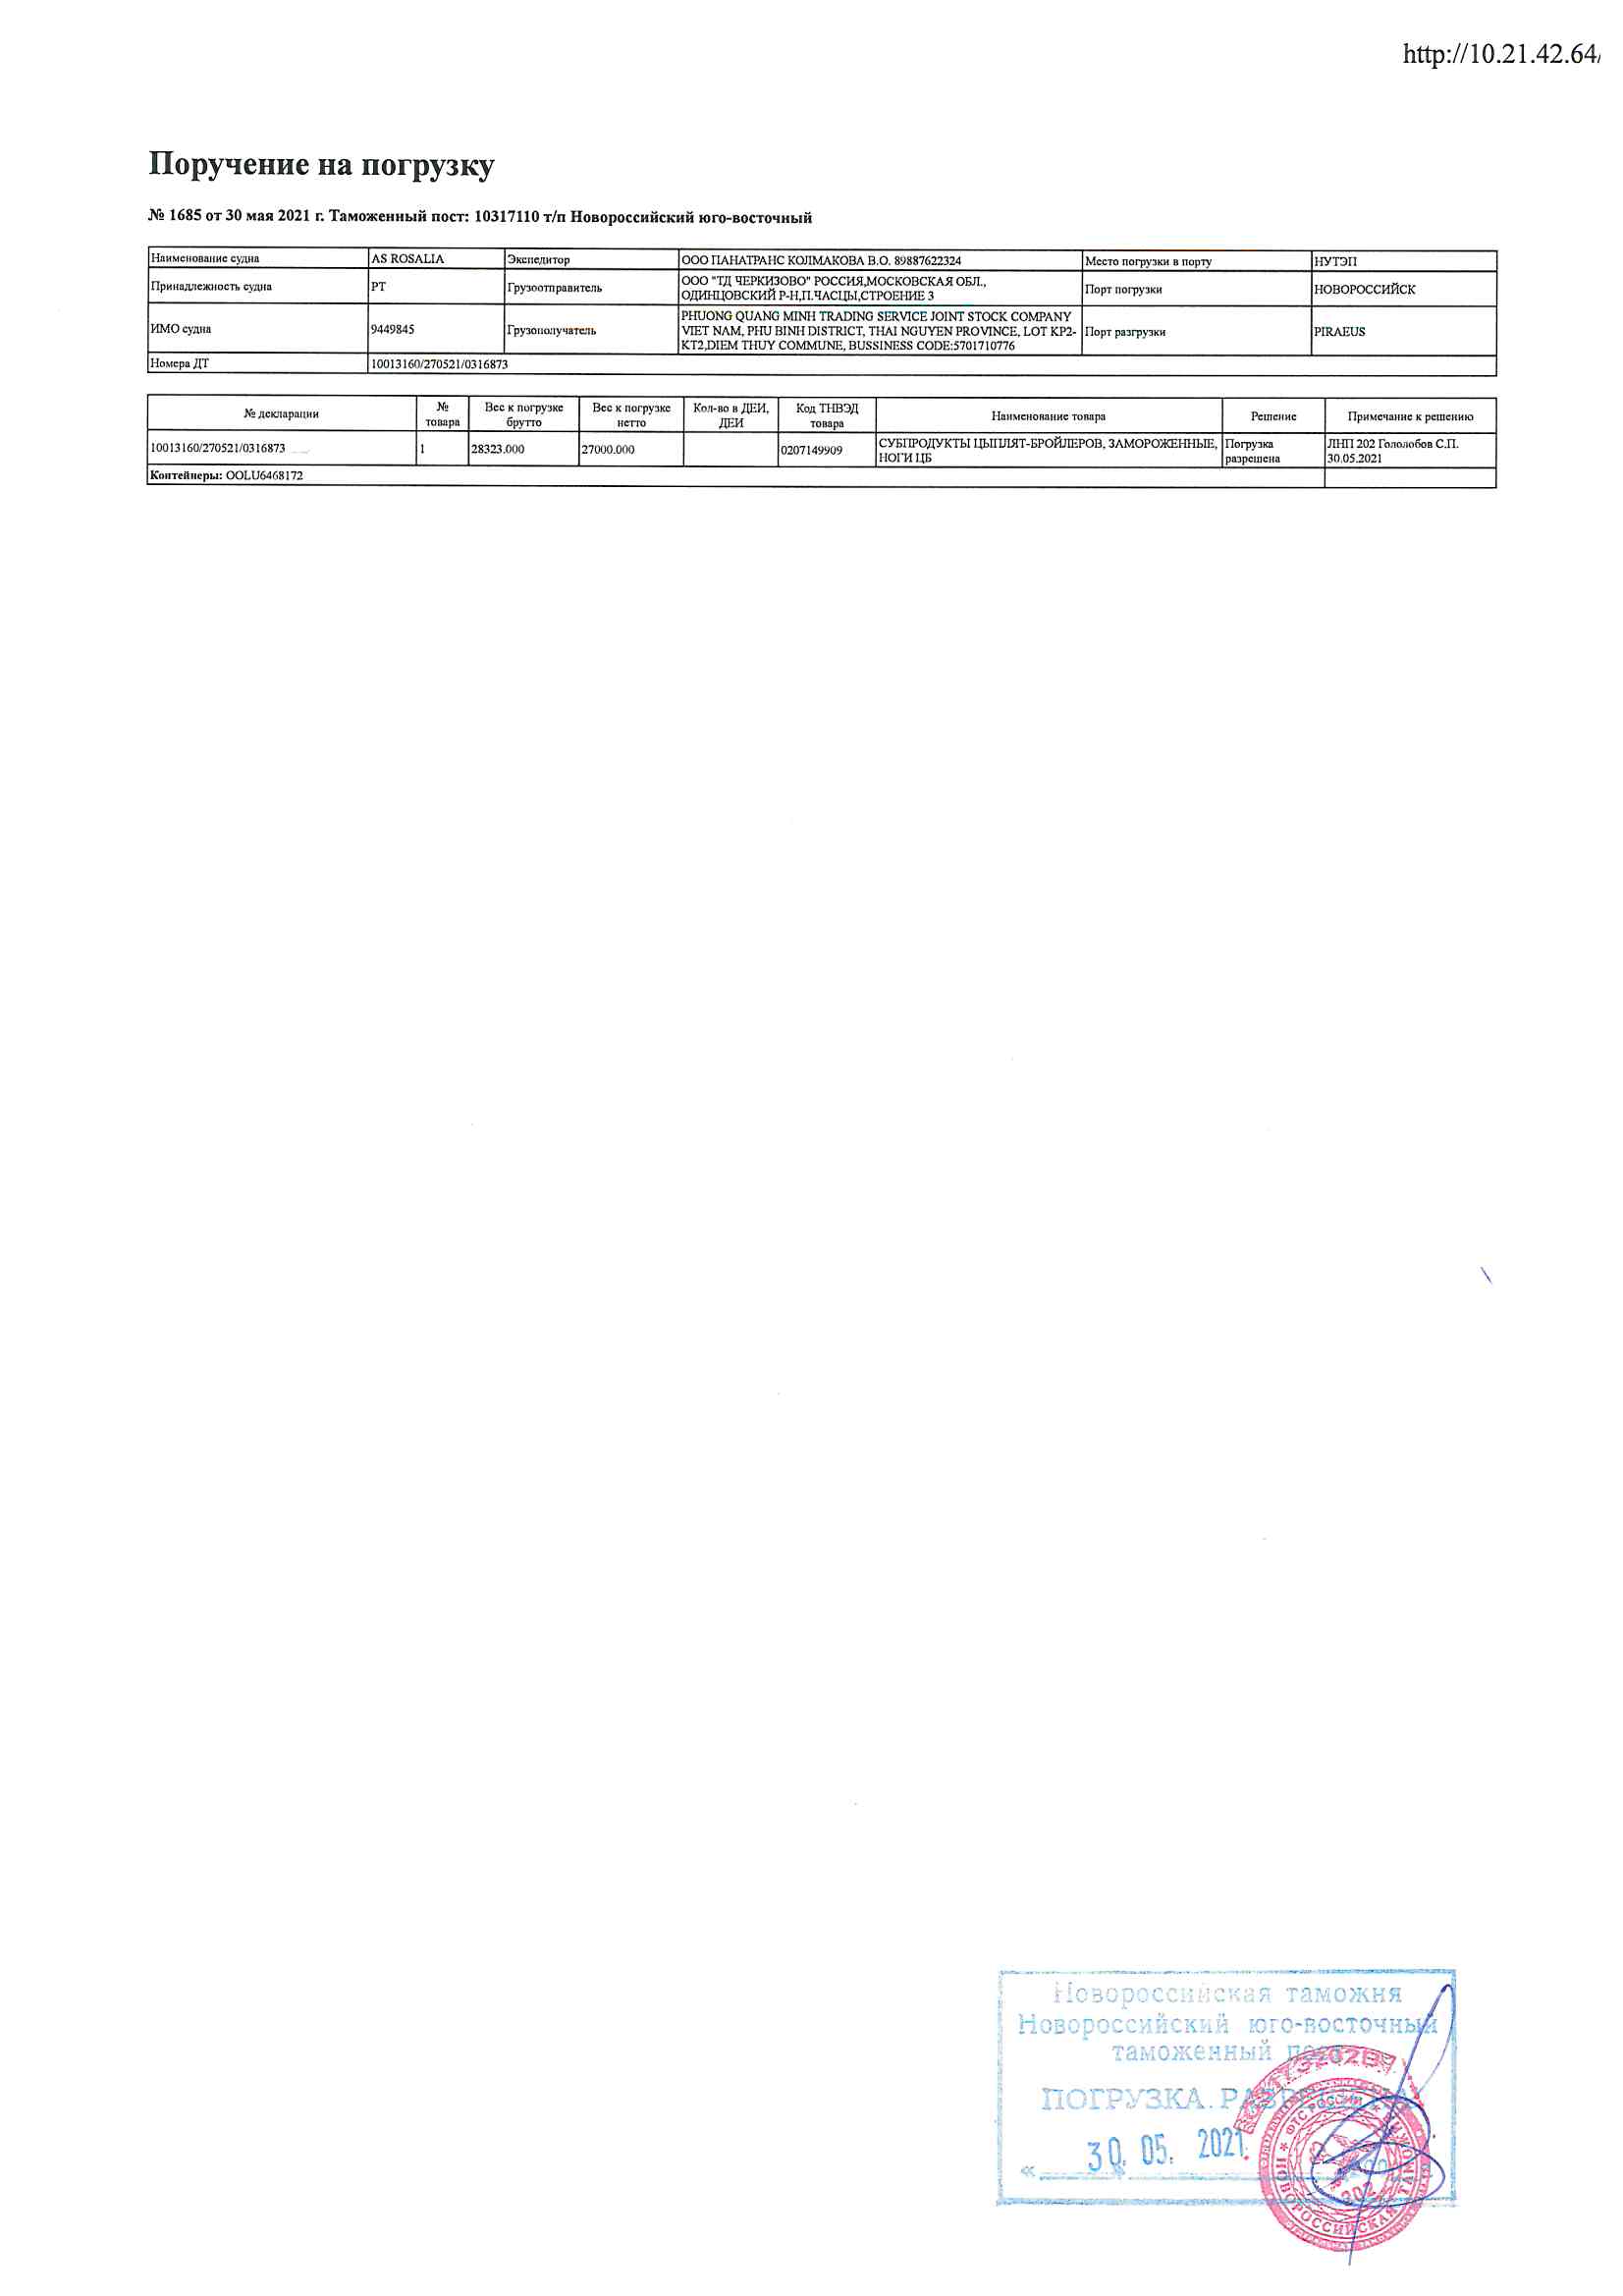 http://10.21.42.64/
Поручение на погрузку
№ 1685 от 30 мая 2021 г. Таможенный пост: 10317110 т/п Новороссийский юго-восточный
Наименование судна AS ROSALIA Экспедитор ООО ПАНАТРАНС КОЛМАКОВА В.О. 89887622324 Место погрузки в порту НУТЭП
Принадлежность судна PT Грузоотправитель ООО "ТД ЧЕРКИЗОВО" РОССИЯ,МОСКОВСКАЯ ОБЛ.,
ОДИНЦОВСКИЙ Р-Н,П.ЧАСЦЫ,СТРОЕНИЕ 3 Порт погрузки НОВОРОССИЙСК
ИМО судна 9449845 Грузополучатель PHUONG QUANG MINH TRADING SERVICE JOINT STOCK COMPANY
VIET NAM, PHU BINH DISTRICT, THAI NGUYEN PROVINCE, LOT KP2-
KT2,DIEM THUY COMMUNE, BUSSINESS CODE:5701710776 Порт разгрузки PIRAEUS
Номера ДТ 10013160/270521/0316873
№ декларации № товара Вес к погрузке брутто Вес к погрузке нетто Кол-во в ДЕИ, ДЕИ Код ТНВЭД товара Наименование товара Решение Примечание к решению
10013160/270521/0316873 1 28323.000 27000.000 0207149909 СУБПРОДУКТЫ ЦЫПЛЯТ-БРОЙЛЕРОВ, ЗАМОРОЖЕННЫЕ,
НОГИ ЦБ Погрузка разрешена ЛНП 202 Гололобов С.П.
30.05.2021
Контейнеры: OOLU6468172
Новороссийская таможня
Новороссийский юго-восточный
таможенный пост
ПОГРУЗКА
30. 05. 2021
ФТС РОССИИ
НОВОРОССИЙСКАЯ ТАМОЖНЯ
202